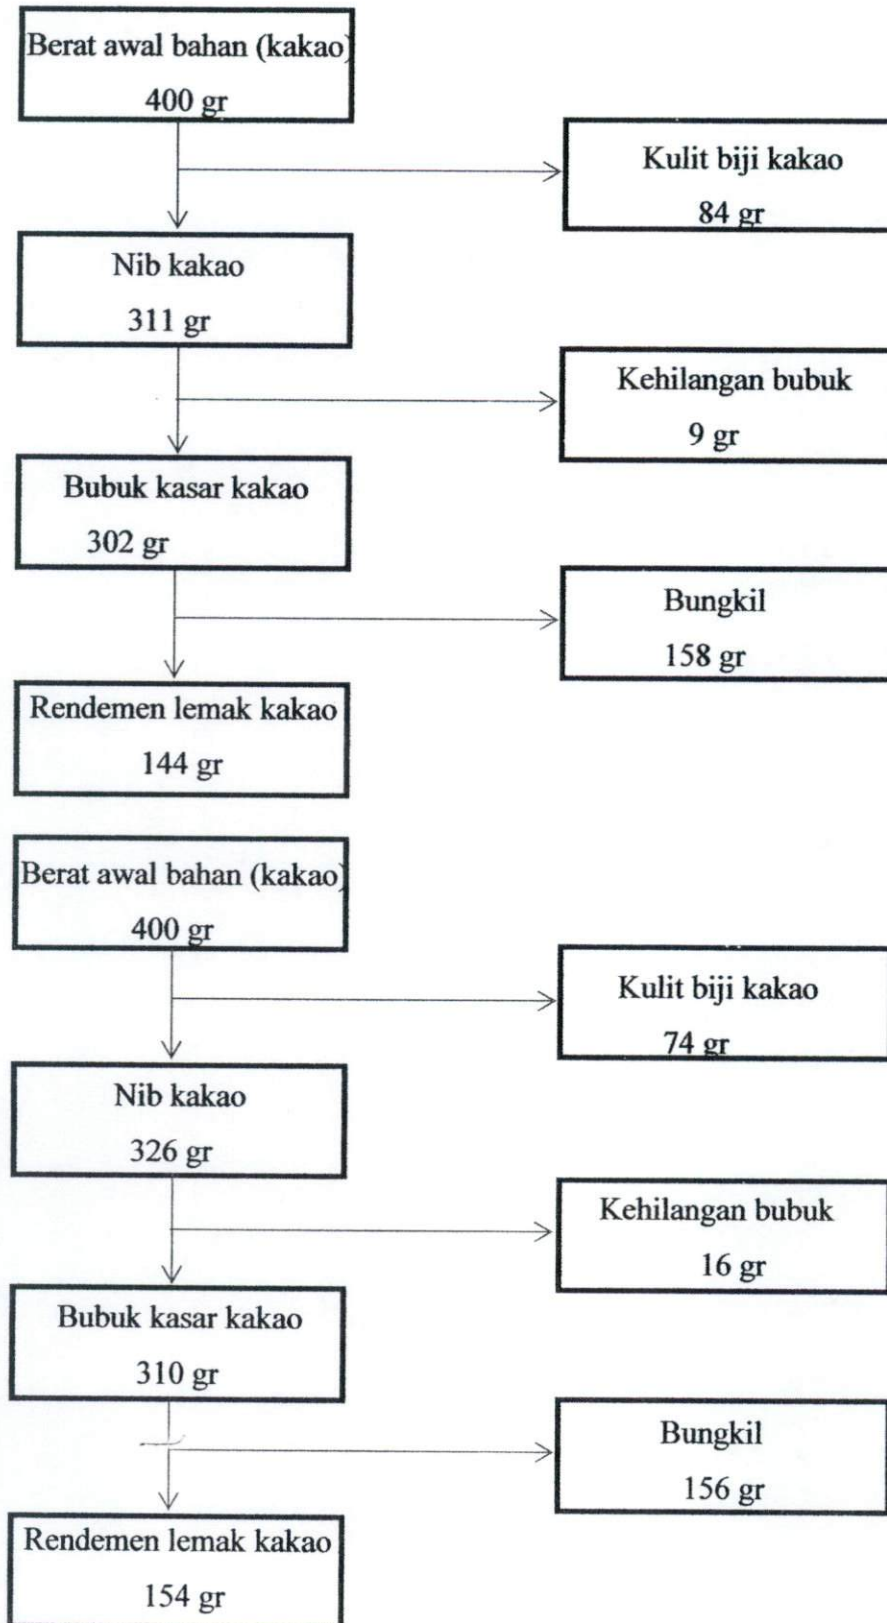 Berat awal bahan (kakao)
400 gr
Kulit biji kakao
84 gr
Nib kakao
311 gr
Kehilangan bubuk
9 gr
Bubuk kasar kakao
302 gr
Bungkil
158 gr
Rendemen lemak kakao
144 gr
Berat awal bahan (kakao)
400 gr
Kulit biji kakao
74 gr
Nib kakao
326 gr
Kehilangan bubuk
16 gr
Bubuk kasar kakao
310 gr
Bungkil
156 gr
Rendemen lemak kakao
154 gr